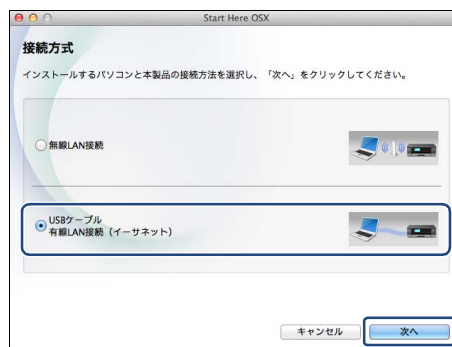 Start Here OSX
接続方式
インストールするパソコンと本製品の接続方法を選択し、「次へ」をクリックしてください。
無線LAN接続
USBケーブル
有線LAN接続（イーサネット）
キャンセル
次へ